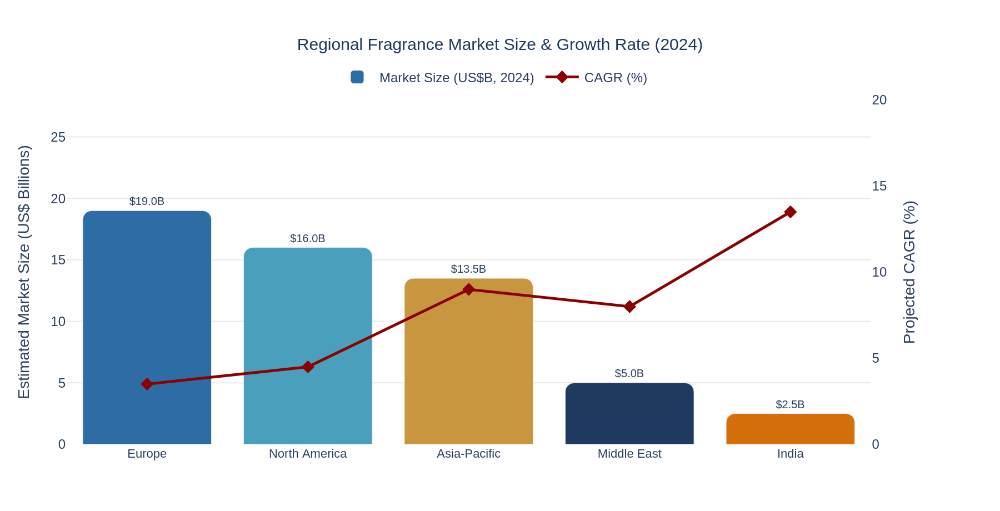 Regional Fragrance Market Size & Growth Rate (2024)
Market Size (US$B, 2024)
CAGR (%)
Estimated Market Size (US$ Billions)
25
20
15
10
5
0
$19.0B
$16.0B
$13.5B
$5.0B
$2.5B
Europe
North America
Asia-Pacific
Middle East
India
20
15
10
5
0
Projected CAGR (%)